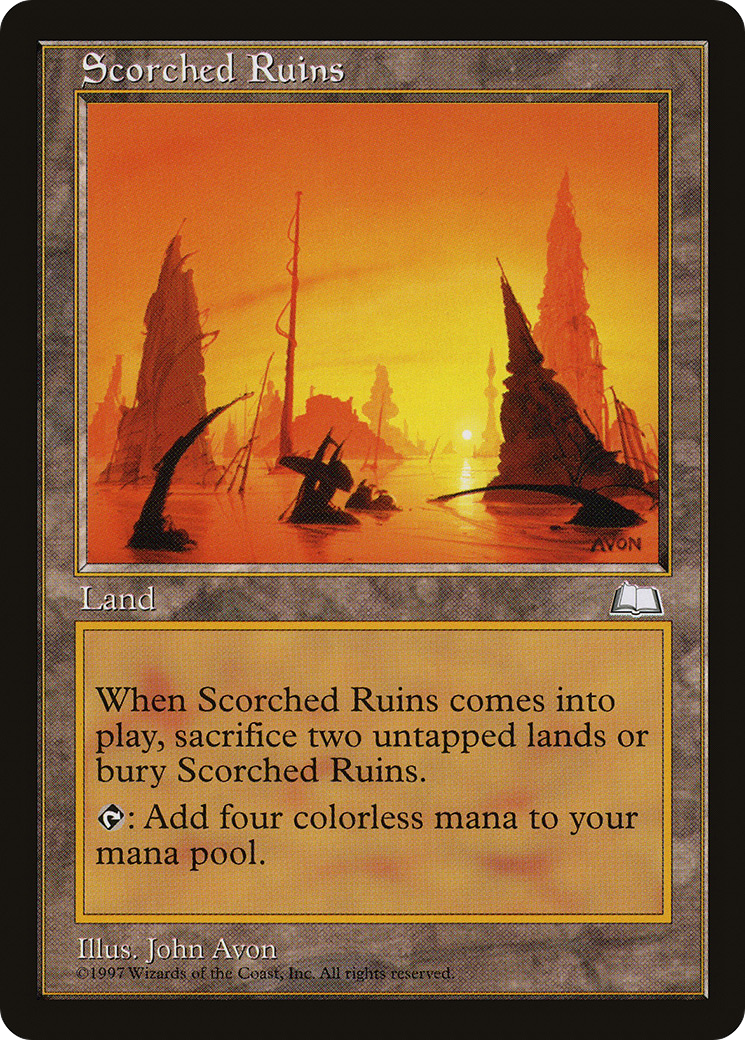 Scorched Ruins
AVON
Land
When Scorched Ruins comes into
play, sacrifice two untapped lands or
bury Scorched Ruins.
: Add four colorless mana to your
mana pool.
Illus. John Avon
©1997 Wizards of the Coast, Inc. All rights reserved.